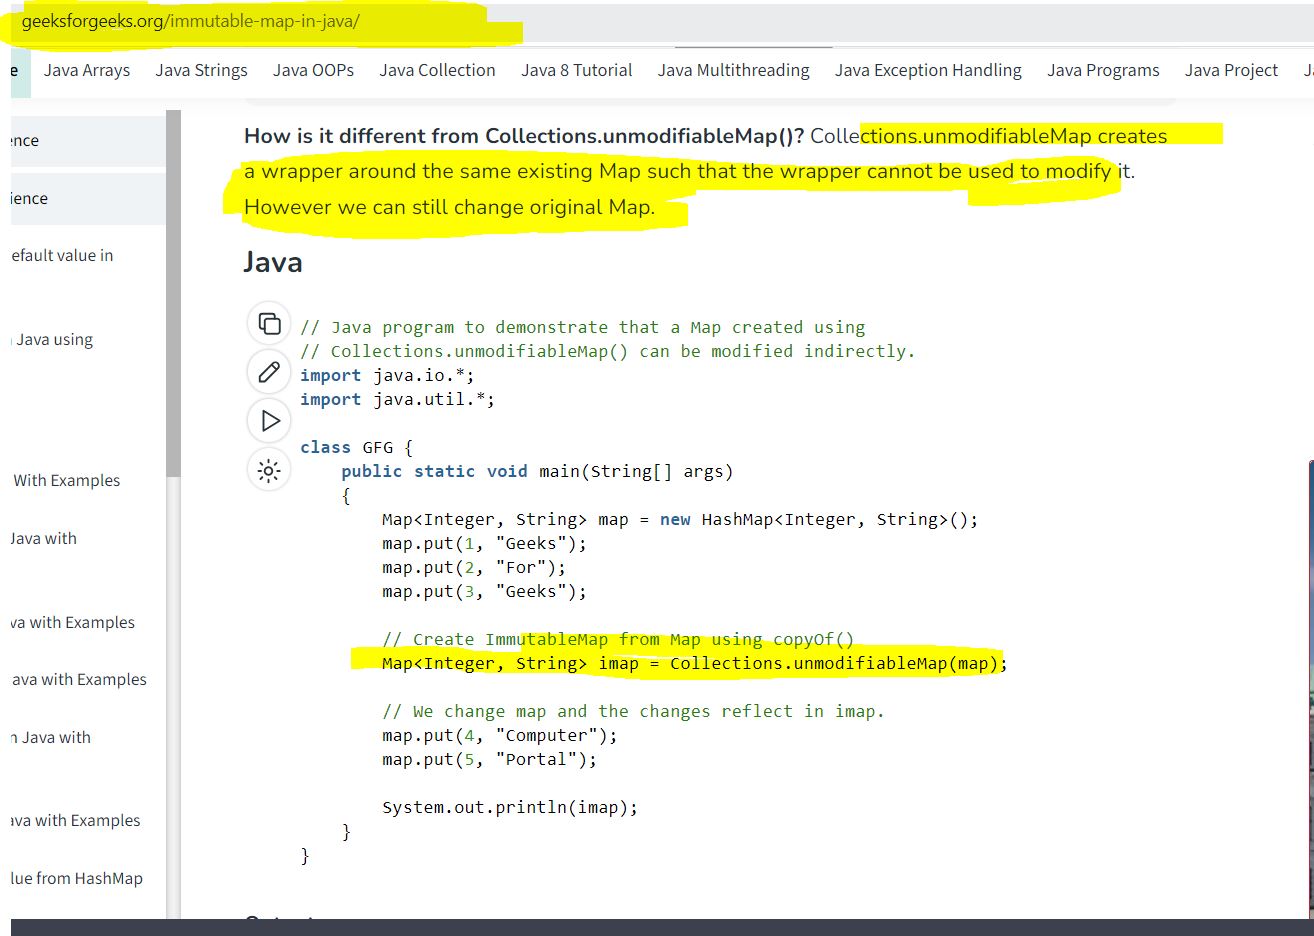 geeksforgeeks.org/immutable-map-in-java/
e Java Arrays Java Strings Java OOPs Java Collection Java 8 Tutorial Java Multithreading Java Exception Handling Java Programs Java Project J
ence
ience
efault value in
Java using
With Examples
Java with
va with Examples
ava with Examples
n Java with
ava with Examples
lue from HashMap
How is it different from Collections.unmodifiableMap()? Collections.unmodifiableMap creates
a wrapper around the same existing Map such that the wrapper cannot be used to modify it.
However we can still change original Map.
Java
// Java program to demonstrate that a Map created using
// Collections.unmodifiableMap() can be modified indirectly.
import java.io.*;
import java.util.*;
class GFG {
public static void main(String[] args)
{
Map<Integer, String> map = new HashMap<Integer, String>();
map.put(1, "Geeks");
map.put(2, "For");
map.put(3, "Geeks");
// Create ImmutableMap from Map using copyOf()
Map<Integer, String> imap = Collections.unmodifiableMap(map);
// We change map and the changes reflect in imap.
map.put(4, "Computer");
map.put(5, "Portal");
System.out.println(imap);
}
}